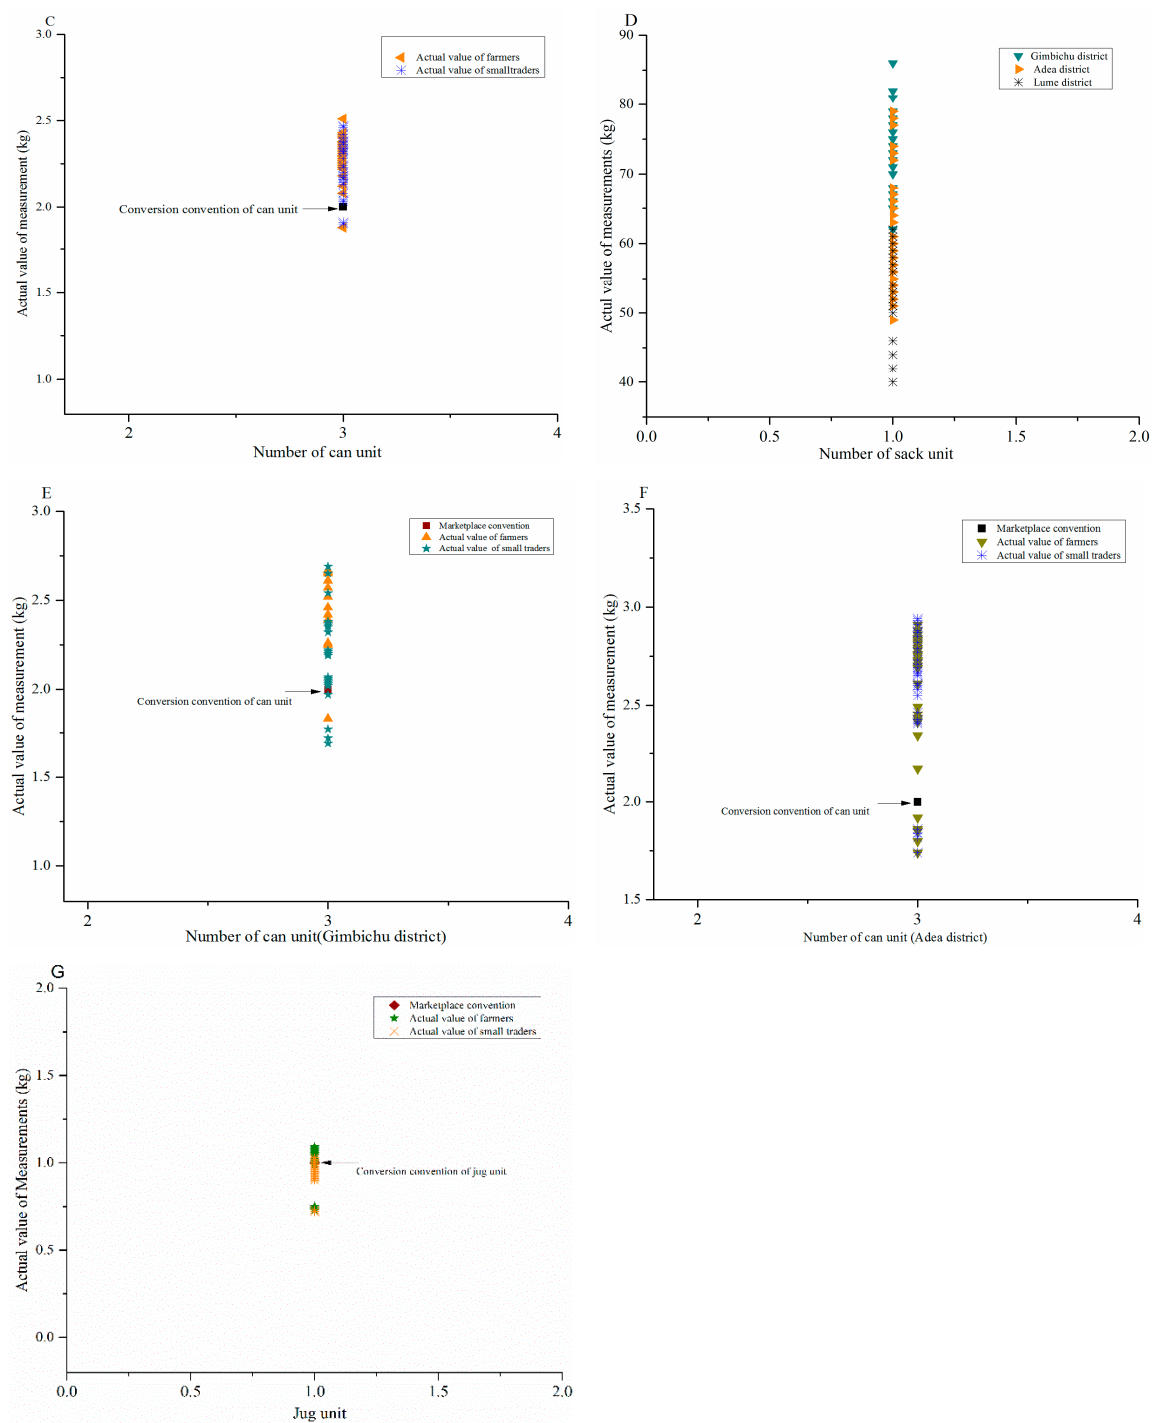 C
3.0
2.5
2.0
1.5
1.0
Actual value of measurement (kg)
Actual value of farmers
Actual value of smalltraders
Conversion convention of can unit
2
3
4
Number of can unit
D
90
80
70
60
50
40
Actul value of measurements (kg)
Gimbichu district
Adea district
Lume district
0.0
0.5
1.0
1.5
2.0
Number of sack unit
E
3.0
2.5
2.0
1.5
1.0
Actual value of measurement (kg)
Marketplace convention
Actual value of farmers
Actual value of small traders
Conversion convention of can unit
2
3
4
Number of can unit(Gimbichu district)
F
3.5
3.0
2.5
2.0
1.5
Actual value of measurement (kg)
Marketplace convention
Actual value of farmers
Actual value of small traders
Conversion convention of can unit
2
3
4
Number of can unit (Adea district)
G
2.0
1.5
1.0
0.5
0.0
Actual value of Measurements (kg)
Marketplace convention
Actual value of farmers
Actual value of small traders
Conversion convention of jug unit
0.0
0.5
1.0
1.5
2.0
Jug unit